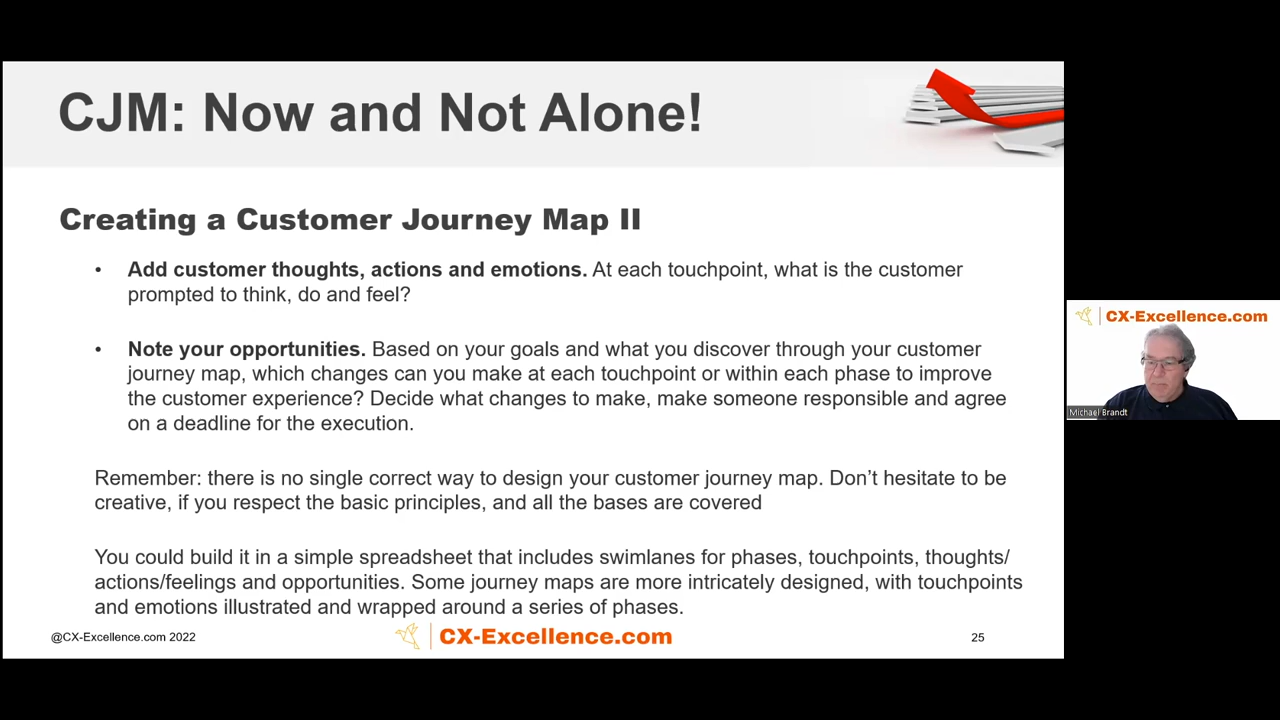 CJM: Now and Not Alone!
Creating a Customer Journey Map II
• Add customer thoughts, actions and emotions. At each touchpoint, what is the customer
prompted to think, do and feel?
• Note your opportunities. Based on your goals and what you discover through your customer
journey map, which changes can you make at each touchpoint or within each phase to improve
the customer experience? Decide what changes to make, make someone responsible and agree
on a deadline for the execution.
Remember: there is no single correct way to design your customer journey map. Don't hesitate to be
creative, if you respect the basic principles, and all the bases are covered
You could build it in a simple spreadsheet that includes swimlanes for phases, touchpoints, thoughts/
actions/feelings and opportunities. Some journey maps are more intricately designed, with touchpoints
and emotions illustrated and wrapped around a series of phases.
@CX-Excellence.com 2022
CX-Excellence.com
25
CX-Excellence.com
Michael Brandt